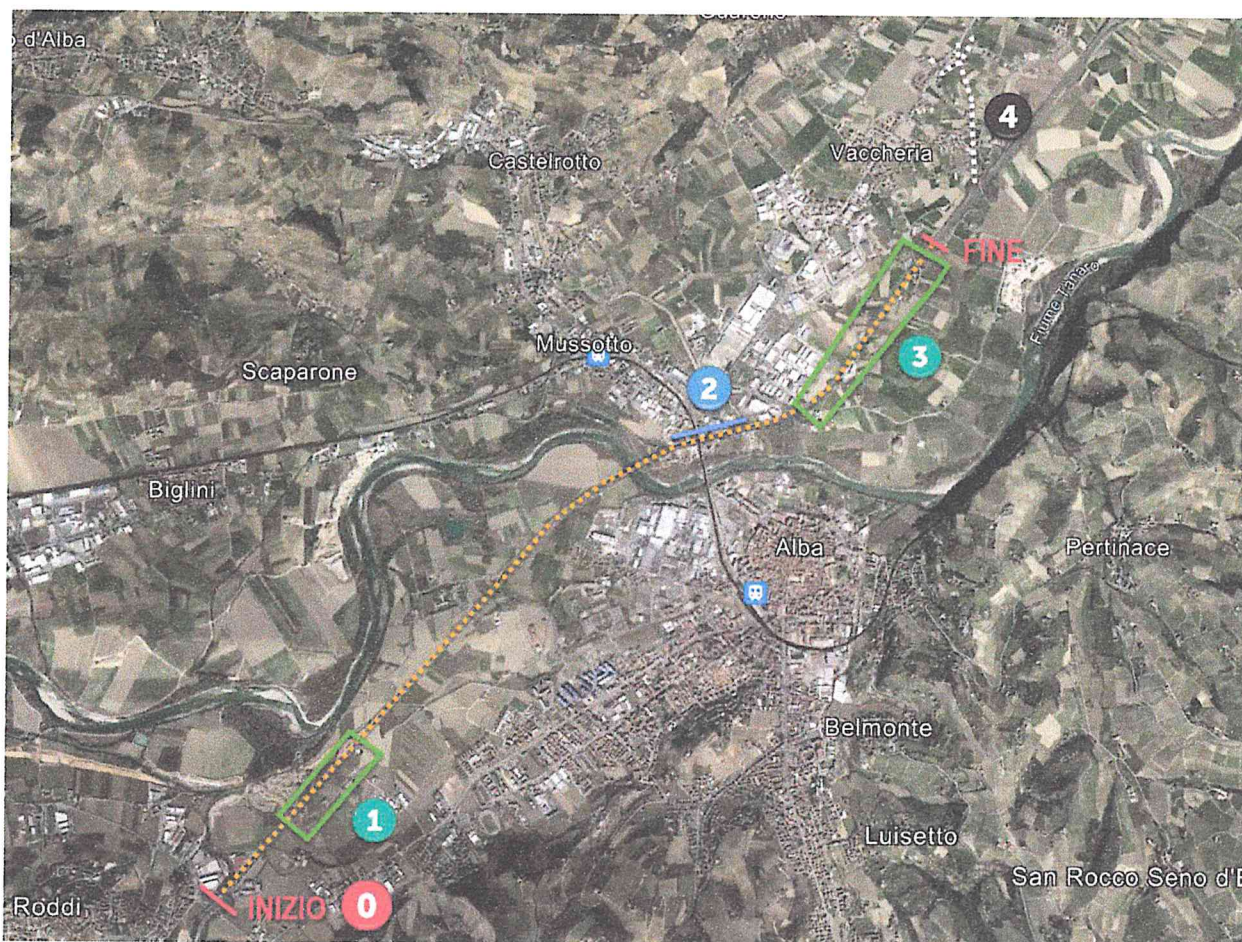 d'Alba
4
Castelrotto
Vaccheria
FINE
Fiume Tanaro
Mussotto
3
Scaparone
2
Biglini
Alba
Pertinace
Belmonte
1
Luisetto
San Rocco Seno d'E
Roddi
INIZIO 0